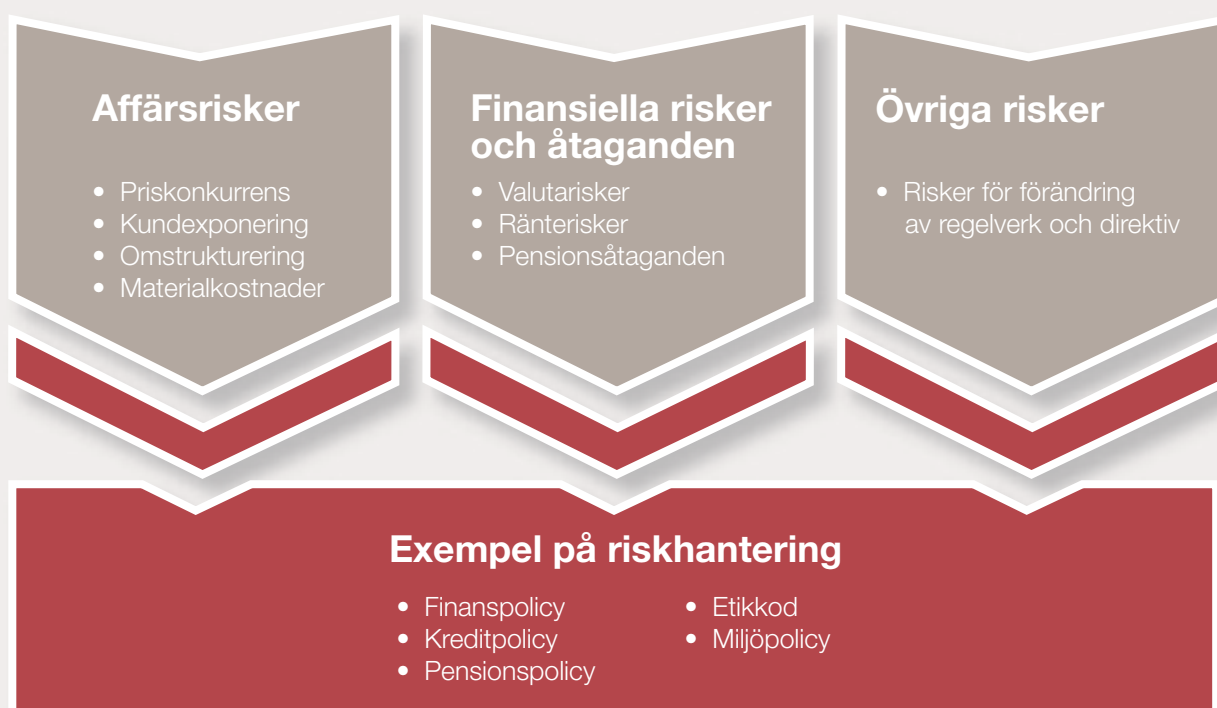 Affärsrisker
• Priskonkurrens
• Kundexponering
• Omstrukturering
• Materialkostnader
Finansiella risker
och åtaganden
• Valutarisker
• Ränterisker
• Pensionsåtaganden
Övriga risker
• Risker för förändring
av regelverk och direktiv
Exempel på riskhantering
• Finanspolicy
• Kreditpolicy
• Pensionspolicy
• Etikkod
• Miljöpolicy